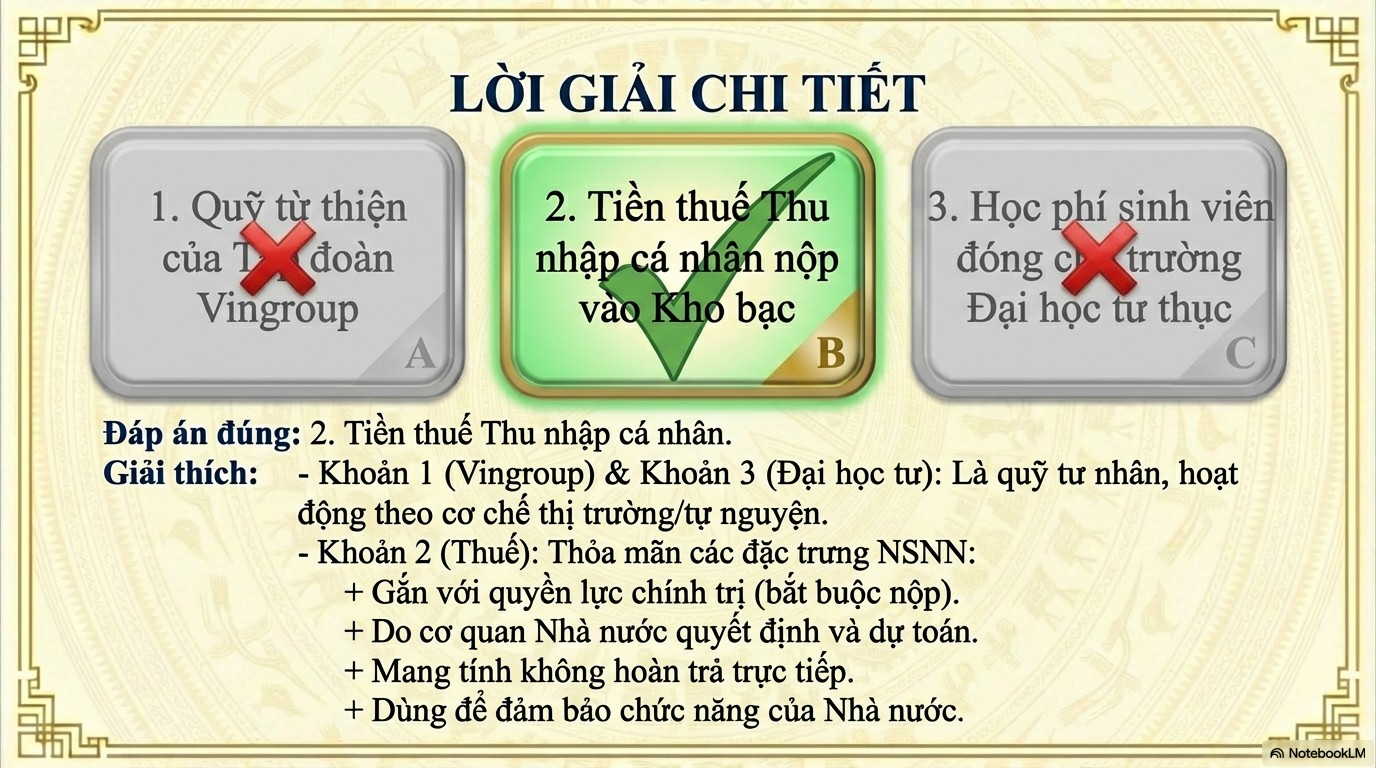 LỜI GIẢI CHI TIẾT
1. Quỹ từ thiện
của Tập đoàn
Vingroup
A
2. Tiền thuế Thu
nhập cá nhân nộp
vào Kho bạc
B
3. Học phí sinh viên
đóng cho trường
Đại học tư thục
C
Đáp án đúng: 2. Tiền thuế Thu nhập cá nhân.
Giải thích: - Khoản 1 (Vingroup) & Khoản 3 (Đại học tư): Là quỹ tư nhân, hoạt
động theo cơ chế thị trường/tự nguyện.
- Khoản 2 (Thuế): Thỏa mãn các đặc trưng NSNN:
+ Gắn với quyền lực chính trị (bắt buộc nộp).
+ Do cơ quan Nhà nước quyết định và dự toán.
+ Mang tính không hoàn trả trực tiếp.
+ Dùng để đảm bảo chức năng của Nhà nước.
NotebookLM